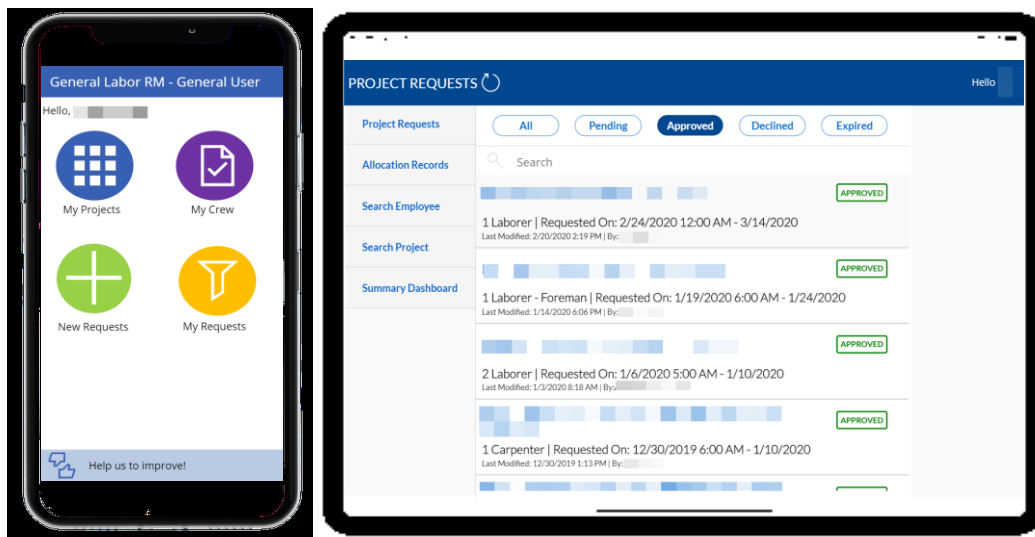 General Labor RM - General User
Hello,
My Projects
My Crew
New Requests
My Requests
Help us to improve!
PROJECT REQUESTS
Hello
Project Requests
Allocation Records
Search Employee
Search Project
Summary Dashboard
All
Pending
Approved
Declined
Expired
Search
APPROVED
1 Laborer | Requested On: 2/24/2020 12:00 AM - 3/14/2020
Last Modified: 2/20/2020 2:19 PM | By:
APPROVED
1 Laborer - Foreman | Requested On: 1/19/2020 6:00 AM - 1/24/2020
Last Modified: 1/14/2020 6:06 PM | By:
APPROVED
2 Laborer | Requested On: 1/6/2020 5:00 AM - 1/10/2020
Last Modified: 1/3/2020 8:18 AM | By:
APPROVED
1 Carpenter | Requested On: 12/30/2019 6:00 AM - 1/10/2020
Last Modified: 12/30/2019 1:13 PM | By: